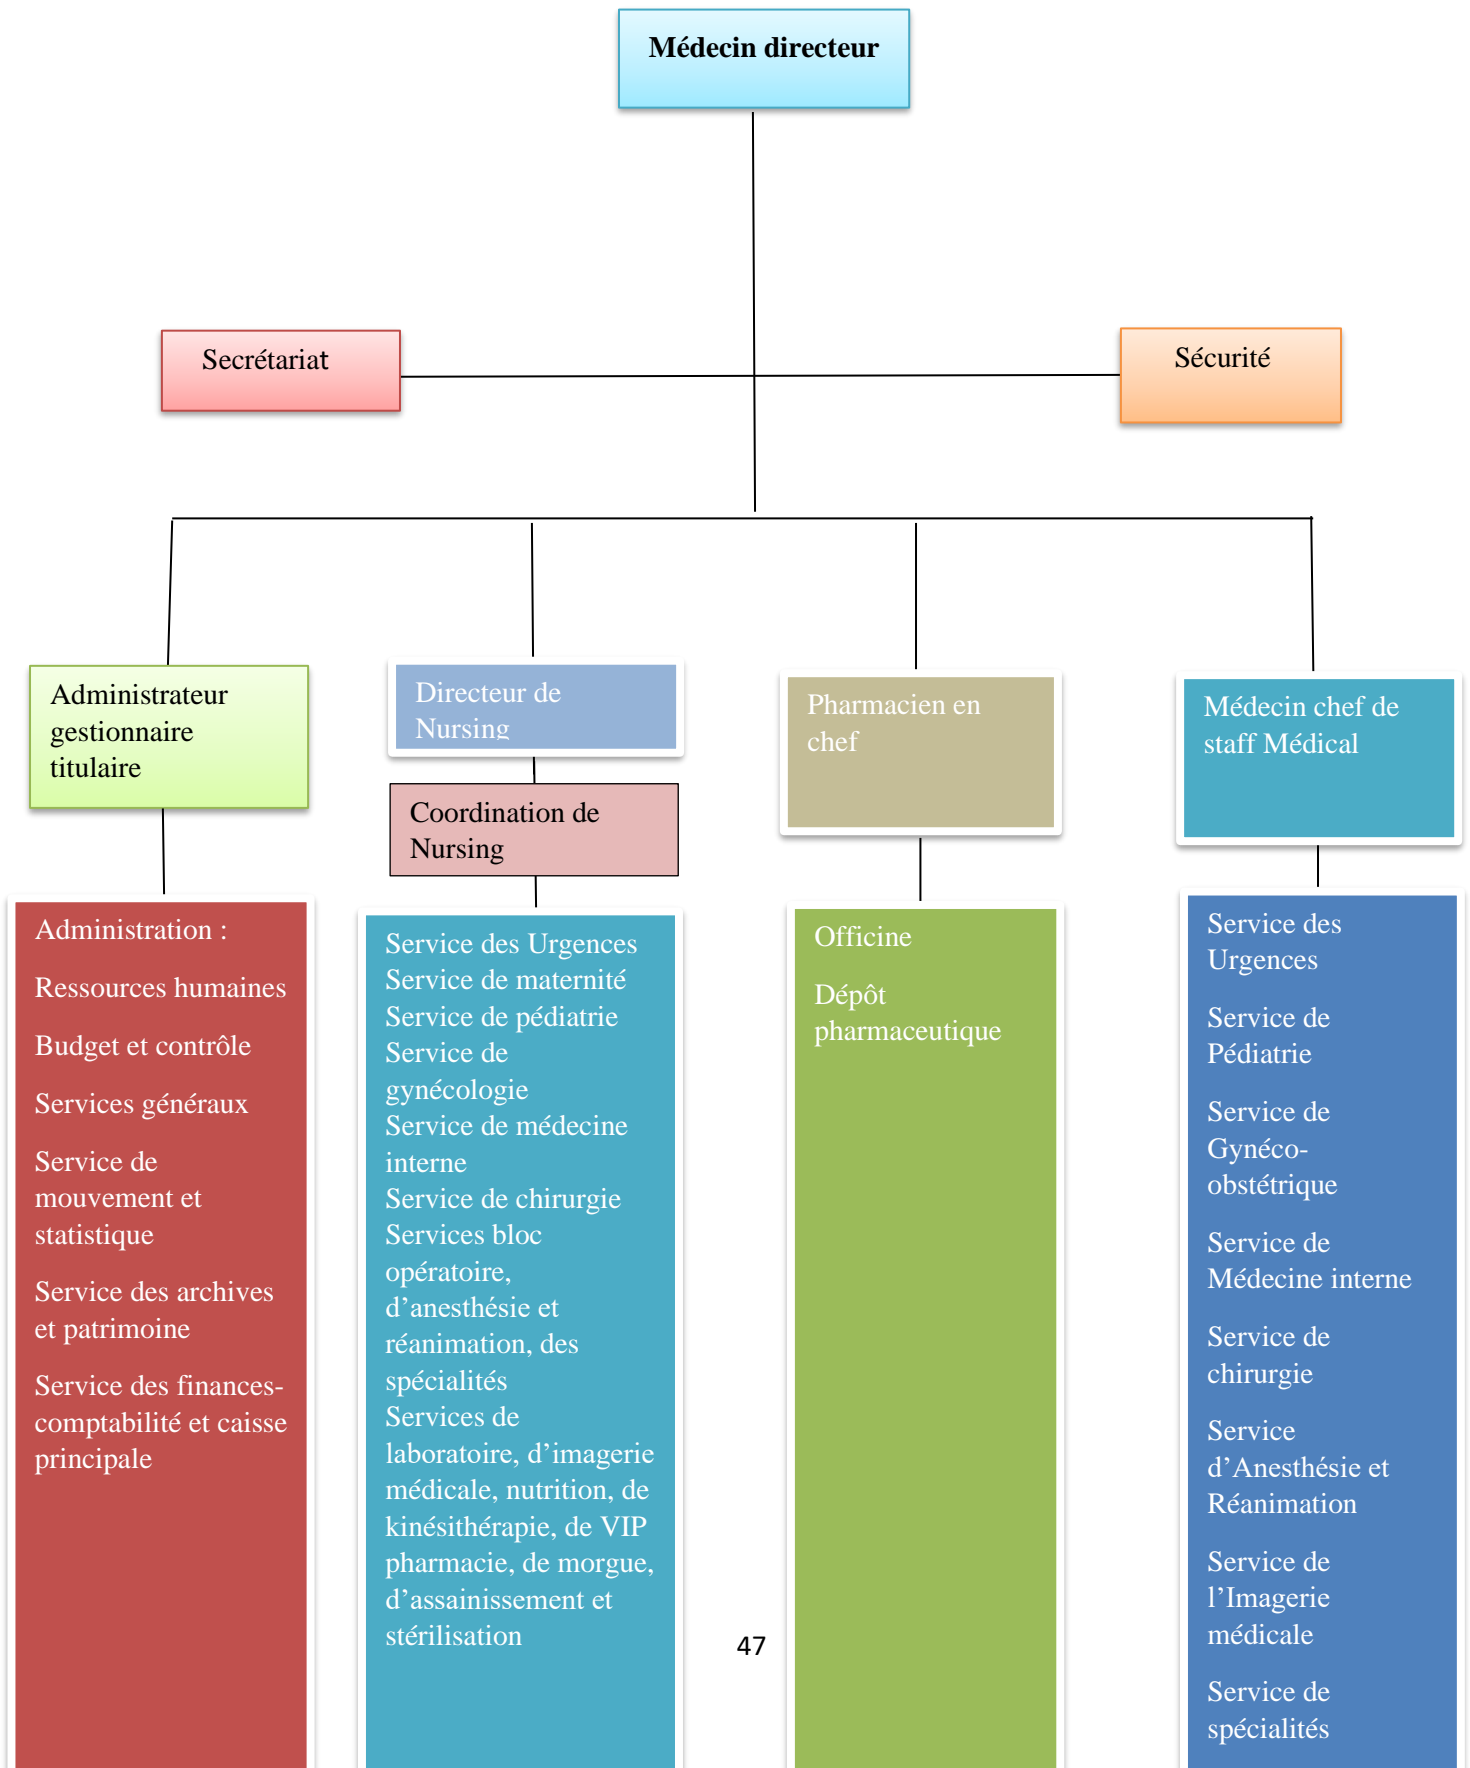 Médecin directeur
Secrétariat
Sécurité
Administrateur
gestionnaire
titulaire
Directeur de
Nursing
Coordination de
Nursing
Pharmacien en
chef
Médecin chef de
staff Médical
Administration :
Ressources humaines
Budget et contrôle
Services généraux
Service de
mouvement et
statistique
Service des archives
et patrimoine
Service des finances-
comptabilité et caisse
principale
Service des Urgences
Service de maternité
Service de pédiatrie
Service de
gynécologie
Service de médecine
interne
Service de chirurgie
Services bloc
opératoire,
d’anesthésie et
réanimation, des
spécialités
Services de
laboratoire, d’imagerie
médicale, nutrition, de
kinésithérapie, de VIP
pharmacie, de morgue,
d’assainissement et
stérilisation
Officine
Dépôt
pharmaceutique
Service des
Urgences
Service de
Pédiatrie
Service de
Gynéco-
obstétrique
Service de
Médecine interne
Service de
chirurgie
Service
d’Anesthésie et
Réanimation
Service de
l’Imagerie
médicale
Service de
spécialités
47